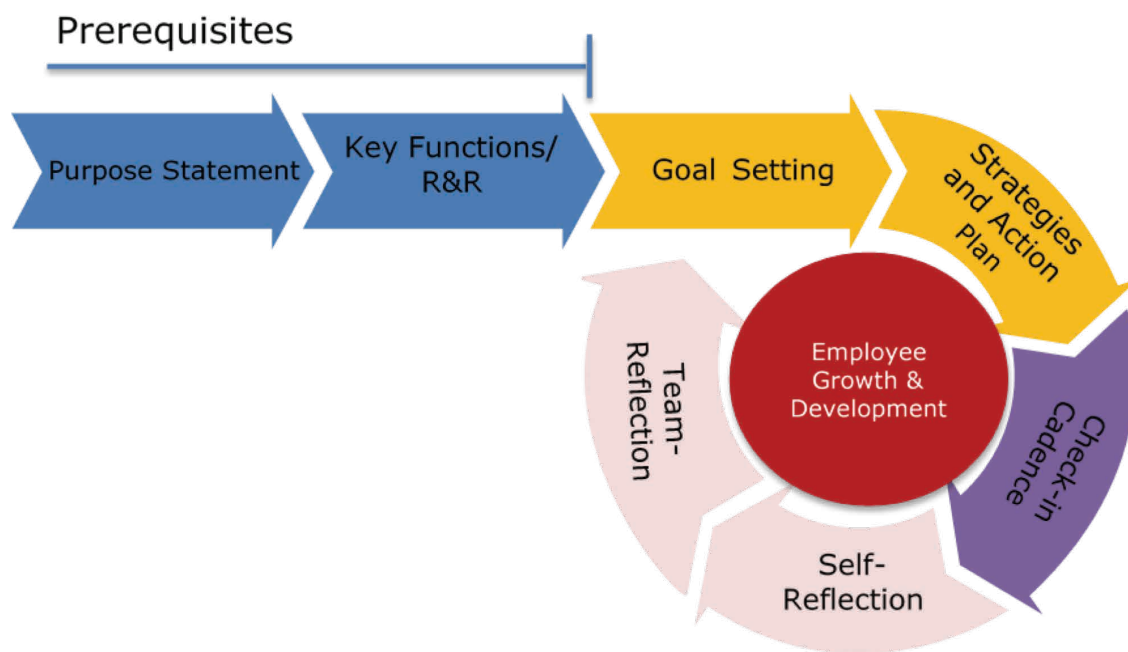 Prerequisites
Purpose Statement
Key Functions/
R&R
Goal Setting
Strategies
and Action
Plan
Check-in
Cadence
Self-
Reflection
Team-
Reflection
Employee
Growth &
Development